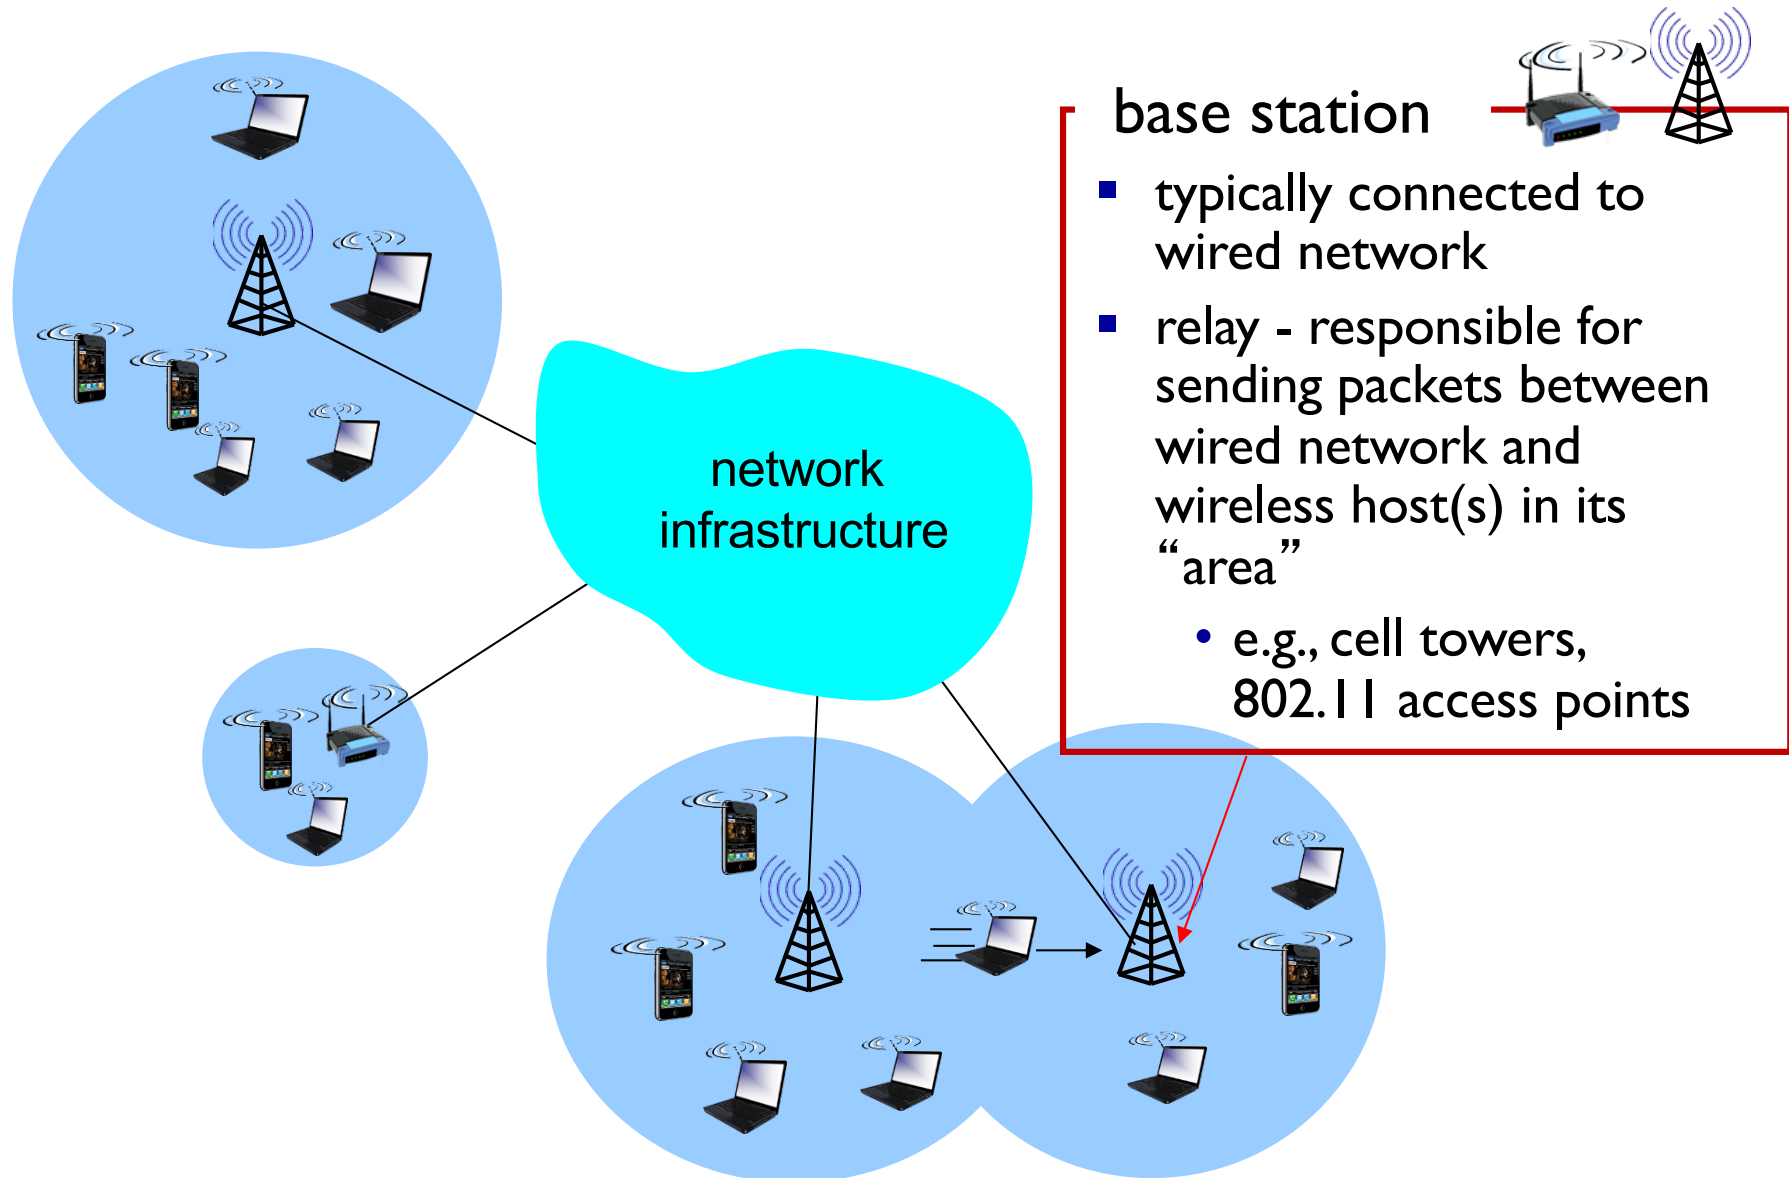 base station
▪ typically connected to
wired network
▪ relay - responsible for
sending packets between
wired network and
wireless host(s) in its
“area”
• e.g., cell towers,
802.11 access points
network
infrastructure